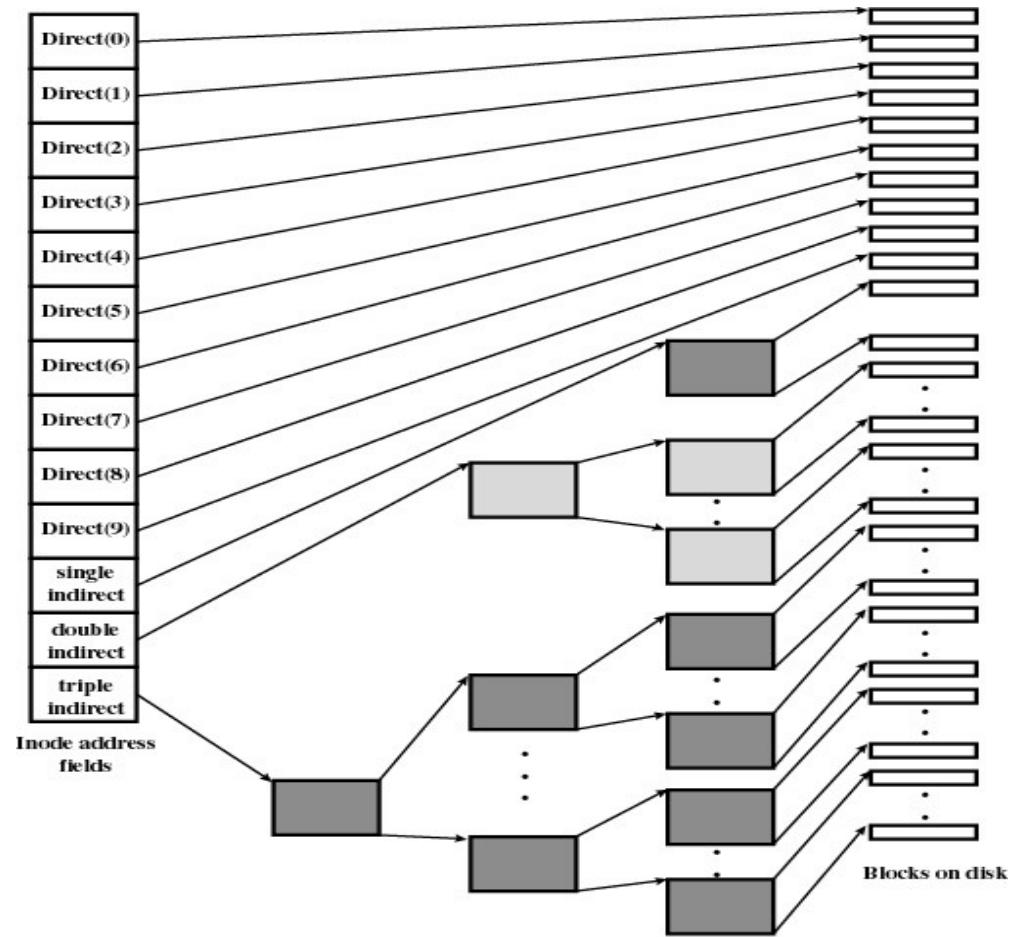 Direct(0)
Direct(1)
Direct(2)
Direct(3)
Direct(4)
Direct(5)
Direct(6)
Direct(7)
Direct(8)
Direct(9)
single
indirect
double
indirect
triple
indirect
Inode address
fields
Blocks on disk